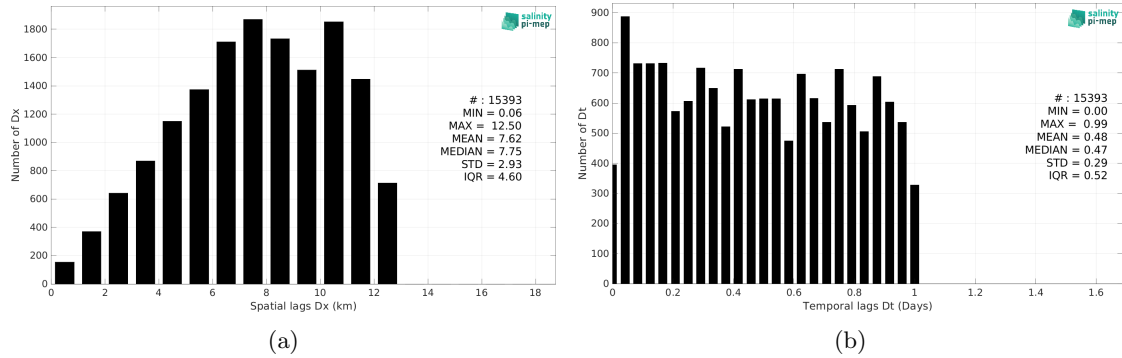 1800
1600
1400
1200
1000
800
600
400
200
0
Number of Dx
0 2 4 6 8 10 12 14 16 18
Spatial lags Dx (km)
salinity
pi-mep
# : 15393
MIN = 0.06
MAX = 12.50
MEAN = 7.62
MEDIAN = 7.75
STD = 2.93
IQR = 4.60
(a)
900
800
700
600
500
400
300
200
100
0
Number of Dt
0 0.2 0.4 0.6 0.8 1 1.2 1.4 1.6
Temporal lags Dt (Days)
salinity
pi-mep
# : 15393
MIN = 0.00
MAX = 0.99
MEAN = 0.48
MEDIAN = 0.47
STD = 0.29
IQR = 0.52
(b)